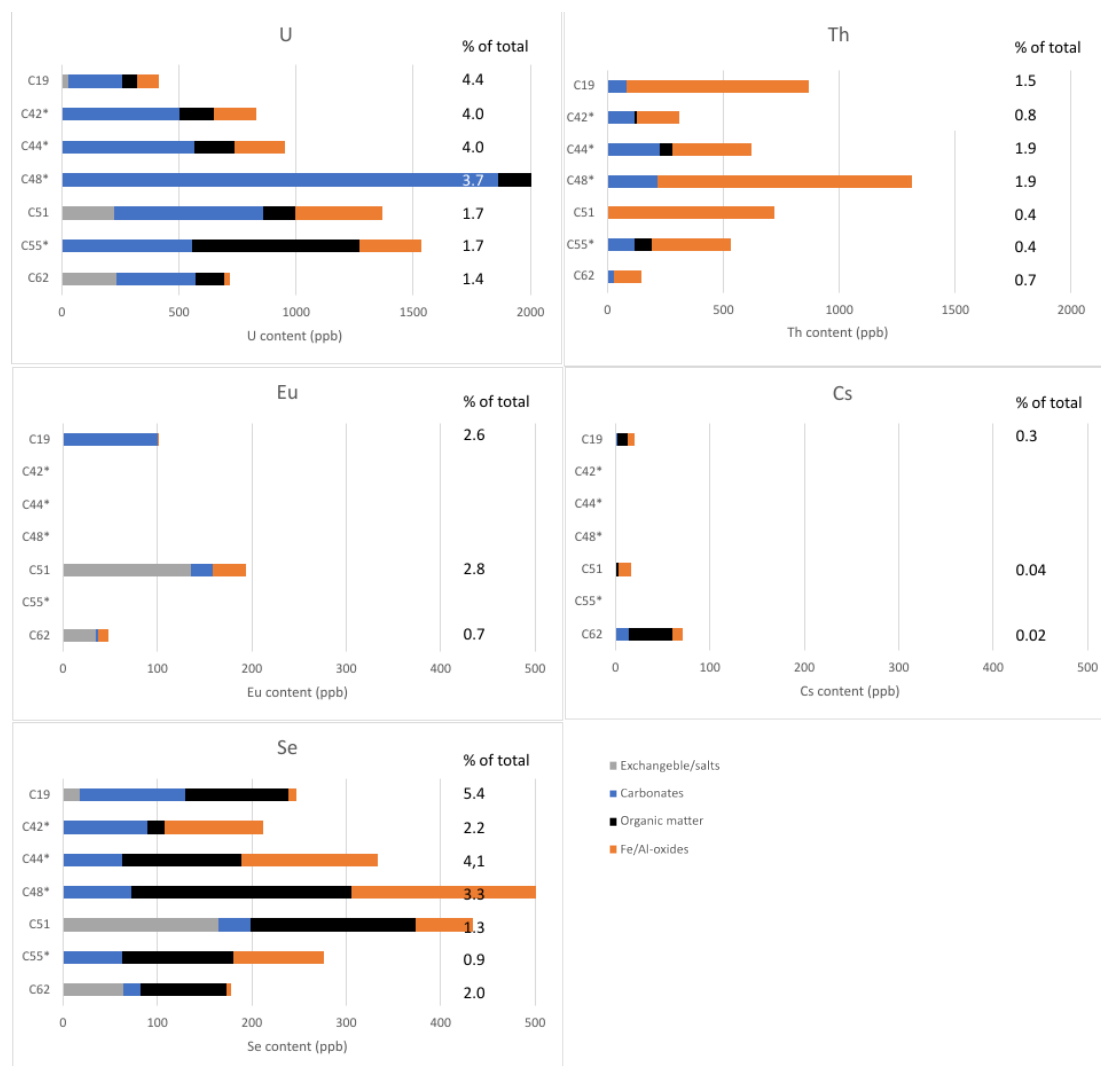 U
% of total
C19 4.4
C42* 4.0
C44* 4.0
C48* 3.7
C51 1.7
C55* 1.7
C62 1.4
0 500 1000 1500 2000
U content (ppb)
Th
% of total
C19 1.5
C42* 0.8
C44* 1.9
C48* 1.9
C51 0.4
C55* 0.4
C62 0.7
0 500 1000 1500 2000
Th content (ppb)
Eu
% of total
C19 2.6
C42*
C44*
C48*
C51 2.8
C55*
C62 0.7
0 100 200 300 400 500
Eu content (ppb)
Cs
% of total
C19 0.3
C42*
C44*
C48*
C51 0.04
C55*
C62 0.02
0 100 200 300 400 500
Cs content (ppb)
Se
% of total
C19 5.4
C42* 2.2
C44* 4,1
C48* 3.3
C51 1.3
C55* 0.9
C62 2.0
0 100 200 300 400 500
Se content (ppb)
Exchangeble/salts
Carbonates
Organic matter
Fe/Al-oxides